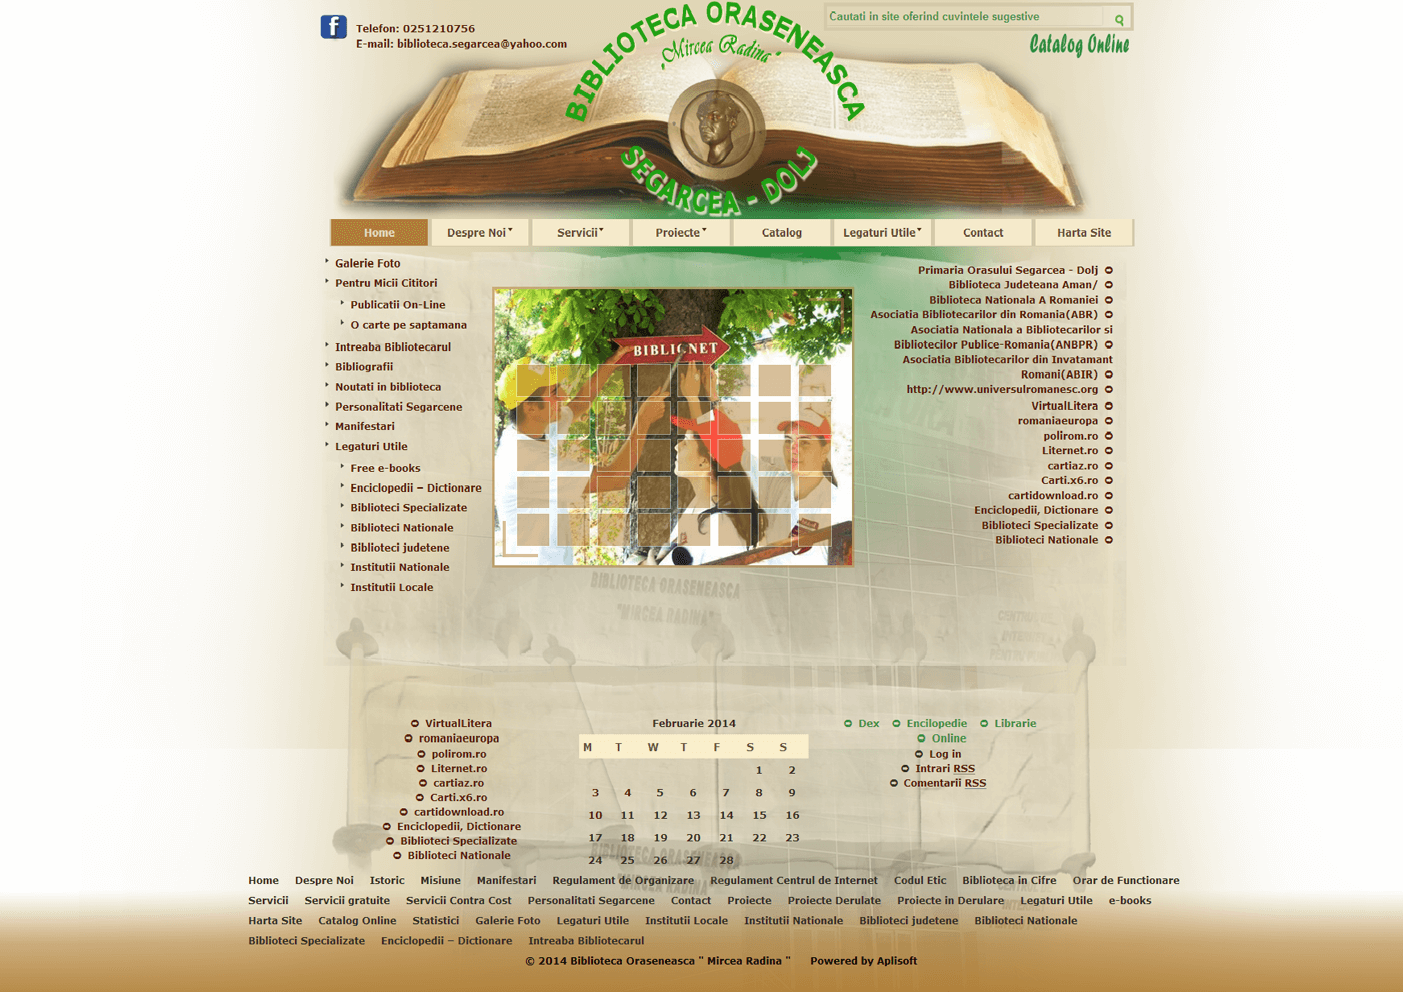 Telefon: 0251210756
E-mail: biblioteca.segarcea@yahoo.com
BIBLIOTECA ORASENEASCA
„Mircea Radina”
SEGARCEA - DOLJ
Cautati in site oferind cuvintele sugestive
Catalog Online
Home Despre Noi Servicii Proiecte Catalog Legaturi Utile Contact Harta Site
Galerie Foto
Pentru Micii Cititori
Publicatii On-Line
O carte pe saptamana
Intreaba Bibliotecarul
Bibliografii
Noutati in biblioteca
Personalitati Segarcene
Manifestari
Legaturi Utile
Free e-books
Enciclopedii – Dictionare
Biblioteci Specializate
Biblioteci Nationale
Biblioteci judetene
Institutii Nationale
Institutii Locale
BIBLIONET
Primaria Orasului Segarcea - Dolj
Biblioteca Judeteana Aman/
Biblioteca Nationala A Romaniei
Asociatia Bibliotecarilor din Romania(ABR)
Asociatia Nationala a Bibliotecarilor si
Bibliotecilor Publice-Romania(ANBPR)
Asociatia Bibliotecarilor din Invatamant
Romani(ABIR)
http://www.universulromanesc.org
VirtualLitera
romaniaeuropa
polirom.ro
Liternet.ro
cartiaz.ro
Carti.x6.ro
cartidownload.ro
Enciclopedii, Dictionare
Biblioteci Specializate
Biblioteci Nationale
BIBLIOTECA ORASENEASCA
"MIRCEA RADINA"
VirtualLitera
romaniaeuropa
polirom.ro
Liternet.ro
cartiaz.ro
Carti.x6.ro
cartidownload.ro
Enciclopedii, Dictionare
Biblioteci Specializate
Biblioteci Nationale
Februarie 2014
M T W T F S S
1 2
3 4 5 6 7 8 9
10 11 12 13 14 15 16
17 18 19 20 21 22 23
24 25 26 27 28
Dex Encilopedie Librarie
Online
Log in
Intrari RSS
Comentarii RSS
BIBLIOTECA ORASENEASCA
"MIRCEA RADINA"
Home Despre Noi Istoric Misiune Manifestari Regulament de Organizare Regulament Centrul de Internet Codul Etic Biblioteca in Cifre Orar de Functionare
Servicii Servicii gratuite Servicii Contra Cost Personalitati Segarcene Contact Proiecte Proiecte Derulate Proiecte in Derulare Legaturi Utile e-books
Harta Site Catalog Online Statistici Galerie Foto Legaturi Utile Institutii Locale Institutii Nationale Biblioteci judetene Biblioteci Nationale
Biblioteci Specializate Enciclopedii – Dictionare Intreaba Bibliotecarul
© 2014 Biblioteca Oraseneasca " Mircea Radina " Powered by Aplisoft